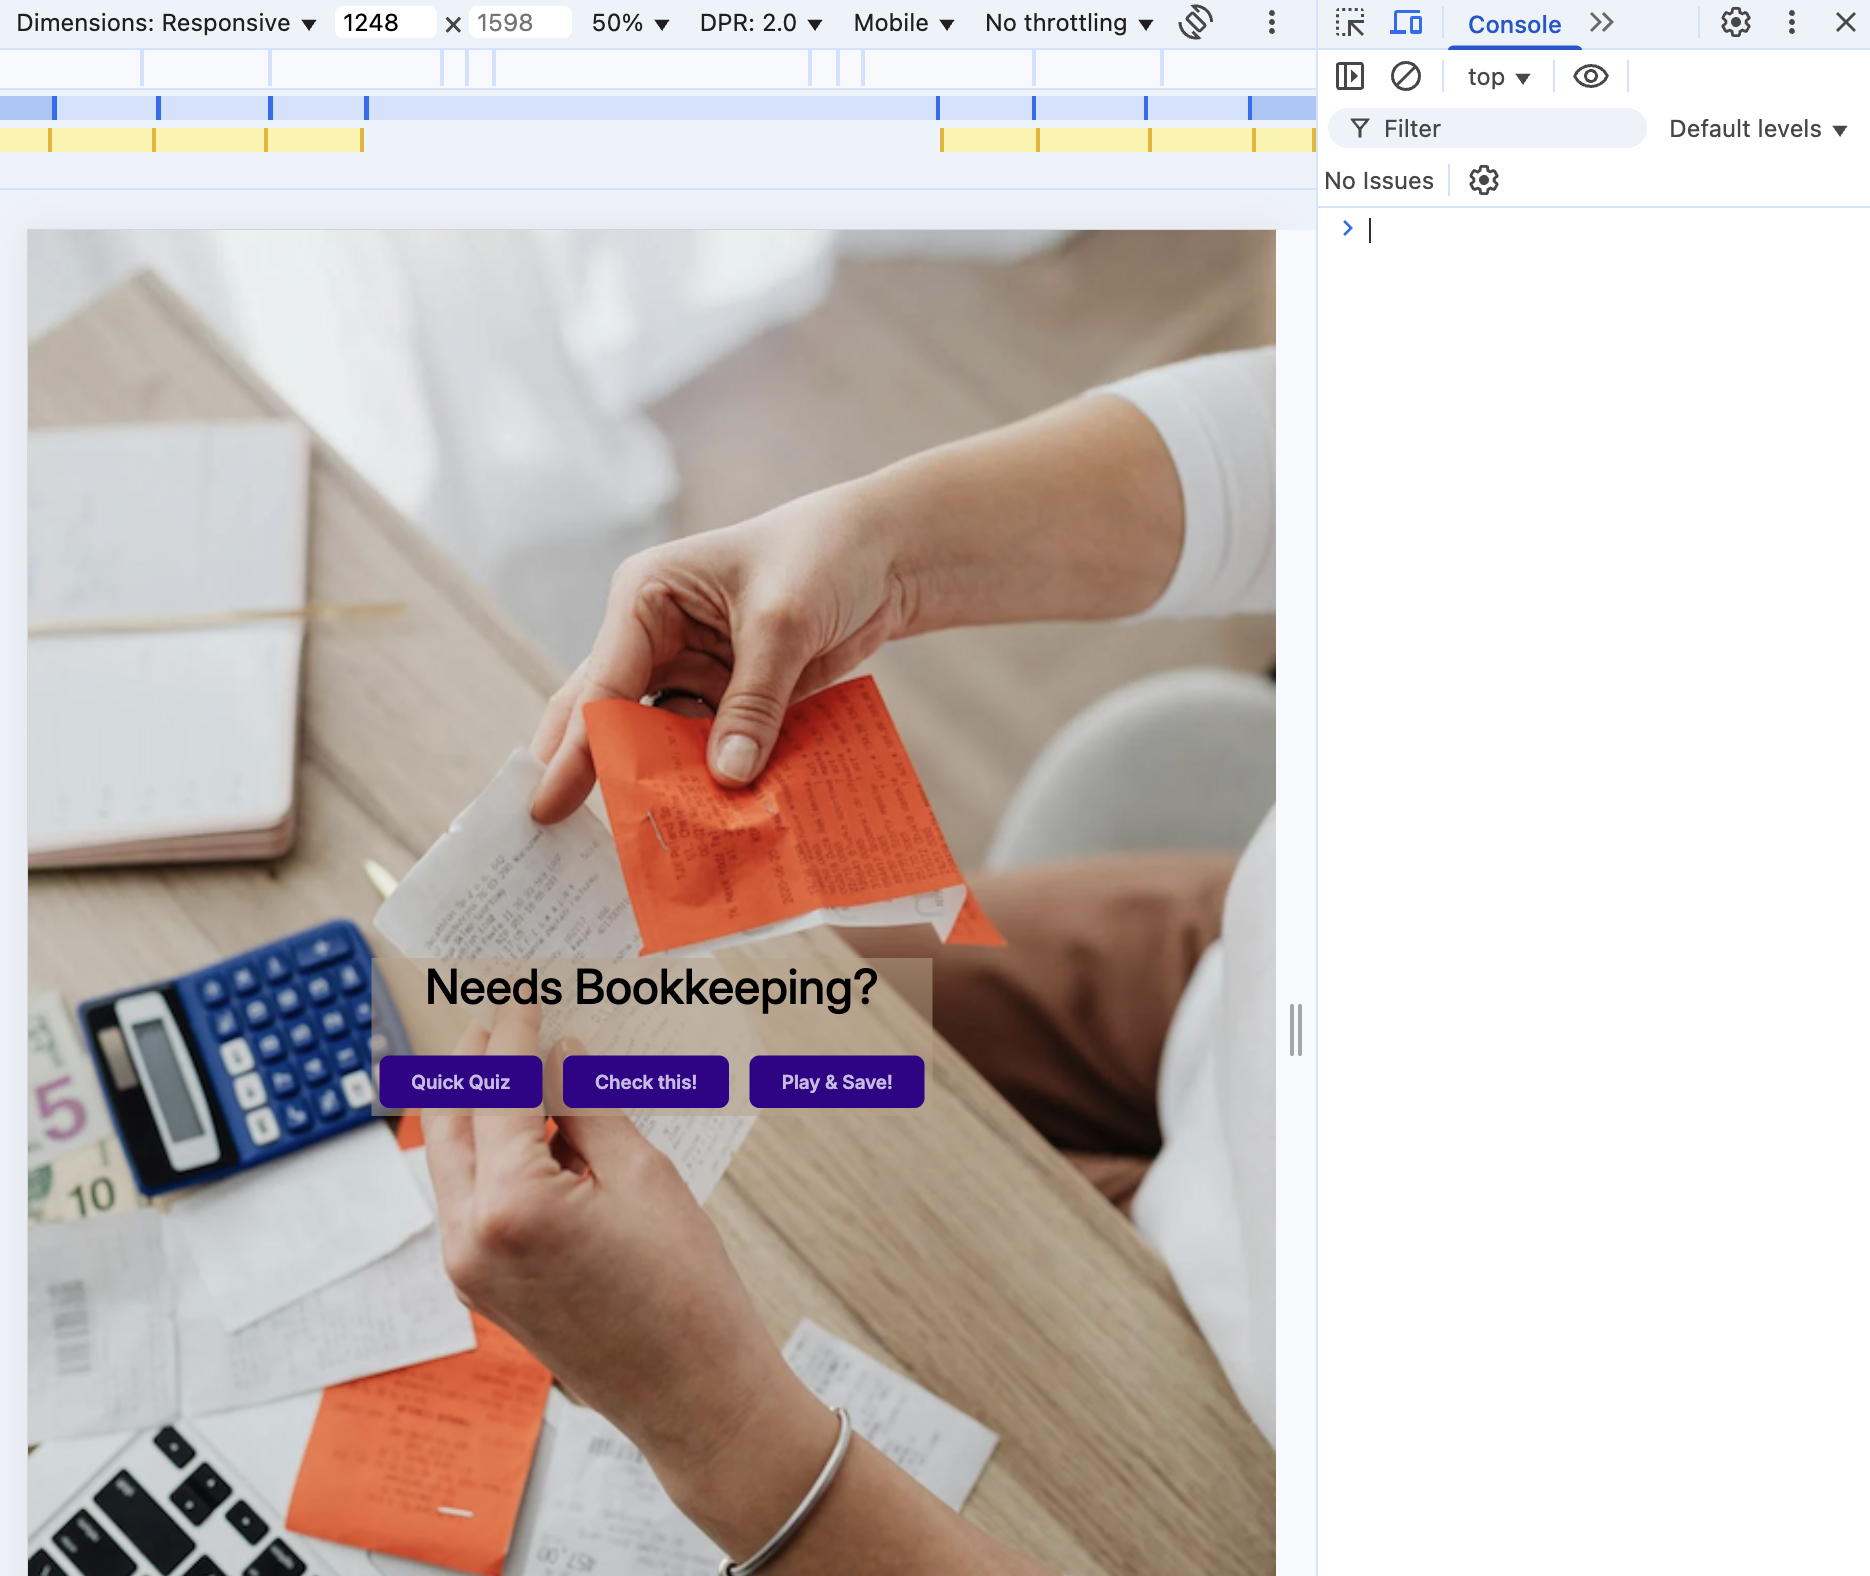 Dimensions: Responsive ▼ 1248 × 1598 50% ▼ DPR: 2.0 ▼ Mobile ▼ No throttling ▼
Console
top ▼
Filter
Default levels ▼
No Issues
Needs Bookkeeping?
Quick Quiz
Check this!
Play & Save!
5
10